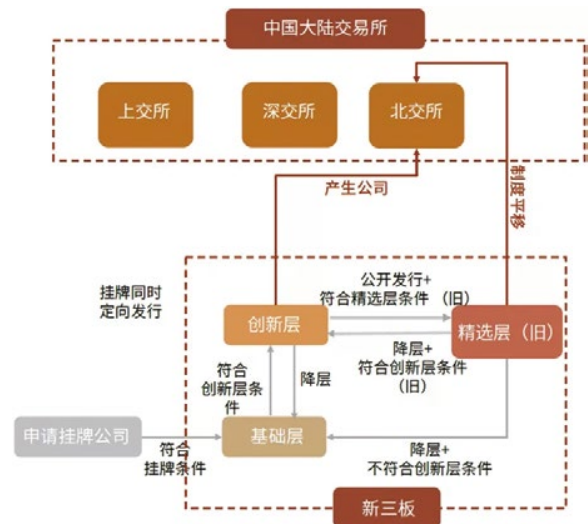 中国大陆交易所
上交所
深交所
北交所
产生公司
制度平移
挂牌同时
定向发行
公开发行+
符合精选层条件 （旧）
创新层
精选层（旧）
降层+
符合创新层条件
（旧）
符合
创新层条
件
降层
申请挂牌公司
符合
挂牌条件
基础层
降层+
不符合创新层条件
新三板